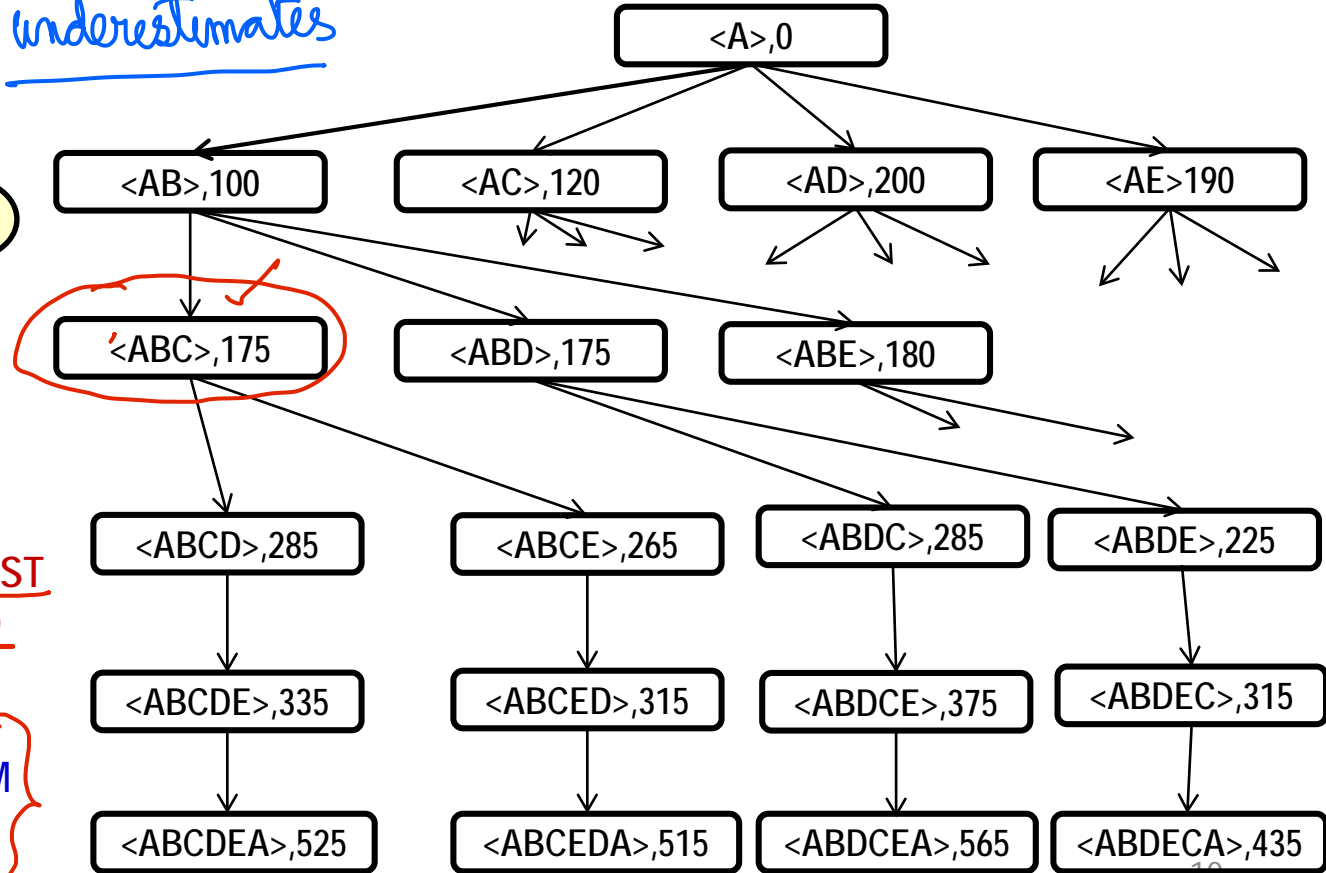 underestimates
<A>,0
<AB>,100
<AC>,120
<AD>,200
<AE>190
<ABC>,175
<ABD>,175
<ABE>,180
<ABCD>,285
<ABCE>,265
<ABDC>,285
<ABDE>,225
ST
<ABCDE>,335
<ABCED>,315
<ABDCE>,375
<ABDEC>,315
M
<ABCDEA>,525
<ABCEDA>,515
<ABDCEA>,565
<ABDECA>,435